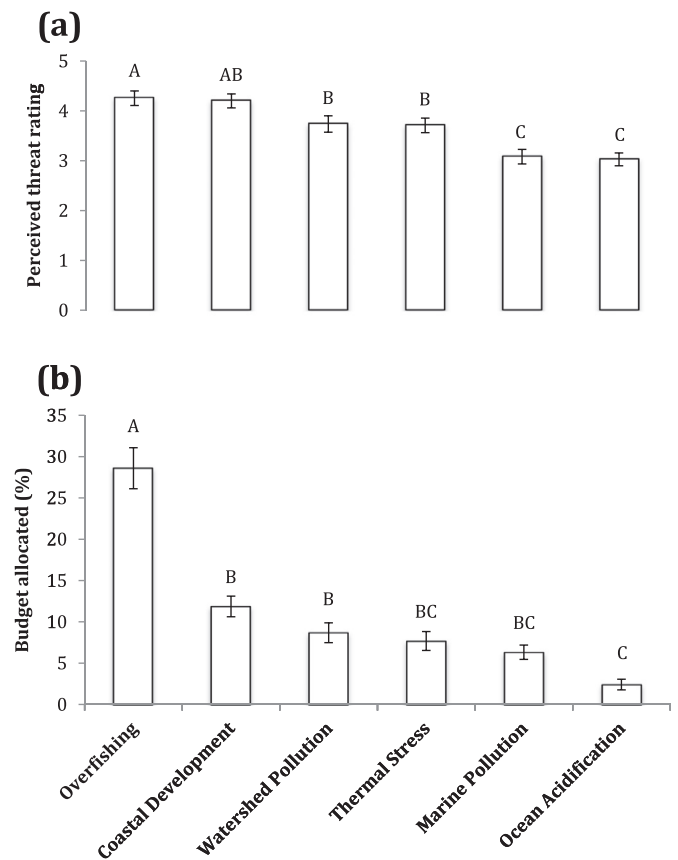 (a)
Perceived threat rating
5
4
3
2
1
0
A
AB
B
B
C
C
(b)
Budget allocated (%)
35
30
25
20
15
10
5
0
A
B
B
BC
BC
C
Overfishing
Coastal Development
Watershed Pollution
Thermal Stress
Marine Pollution
Ocean Acidification